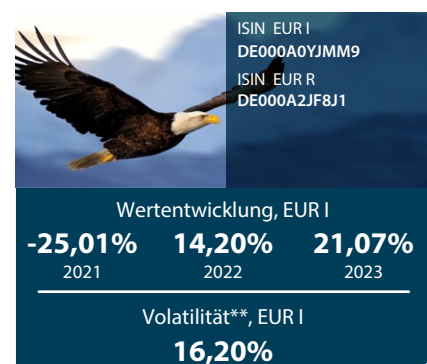 ISIN EUR I
DE000A0YJMM9
ISIN EUR R
DE000A2JF8J1
Wertentwicklung, EUR I
-25,01% 14,20% 21,07%
2021 2022 2023
Volatilität**, EUR I
16,20%